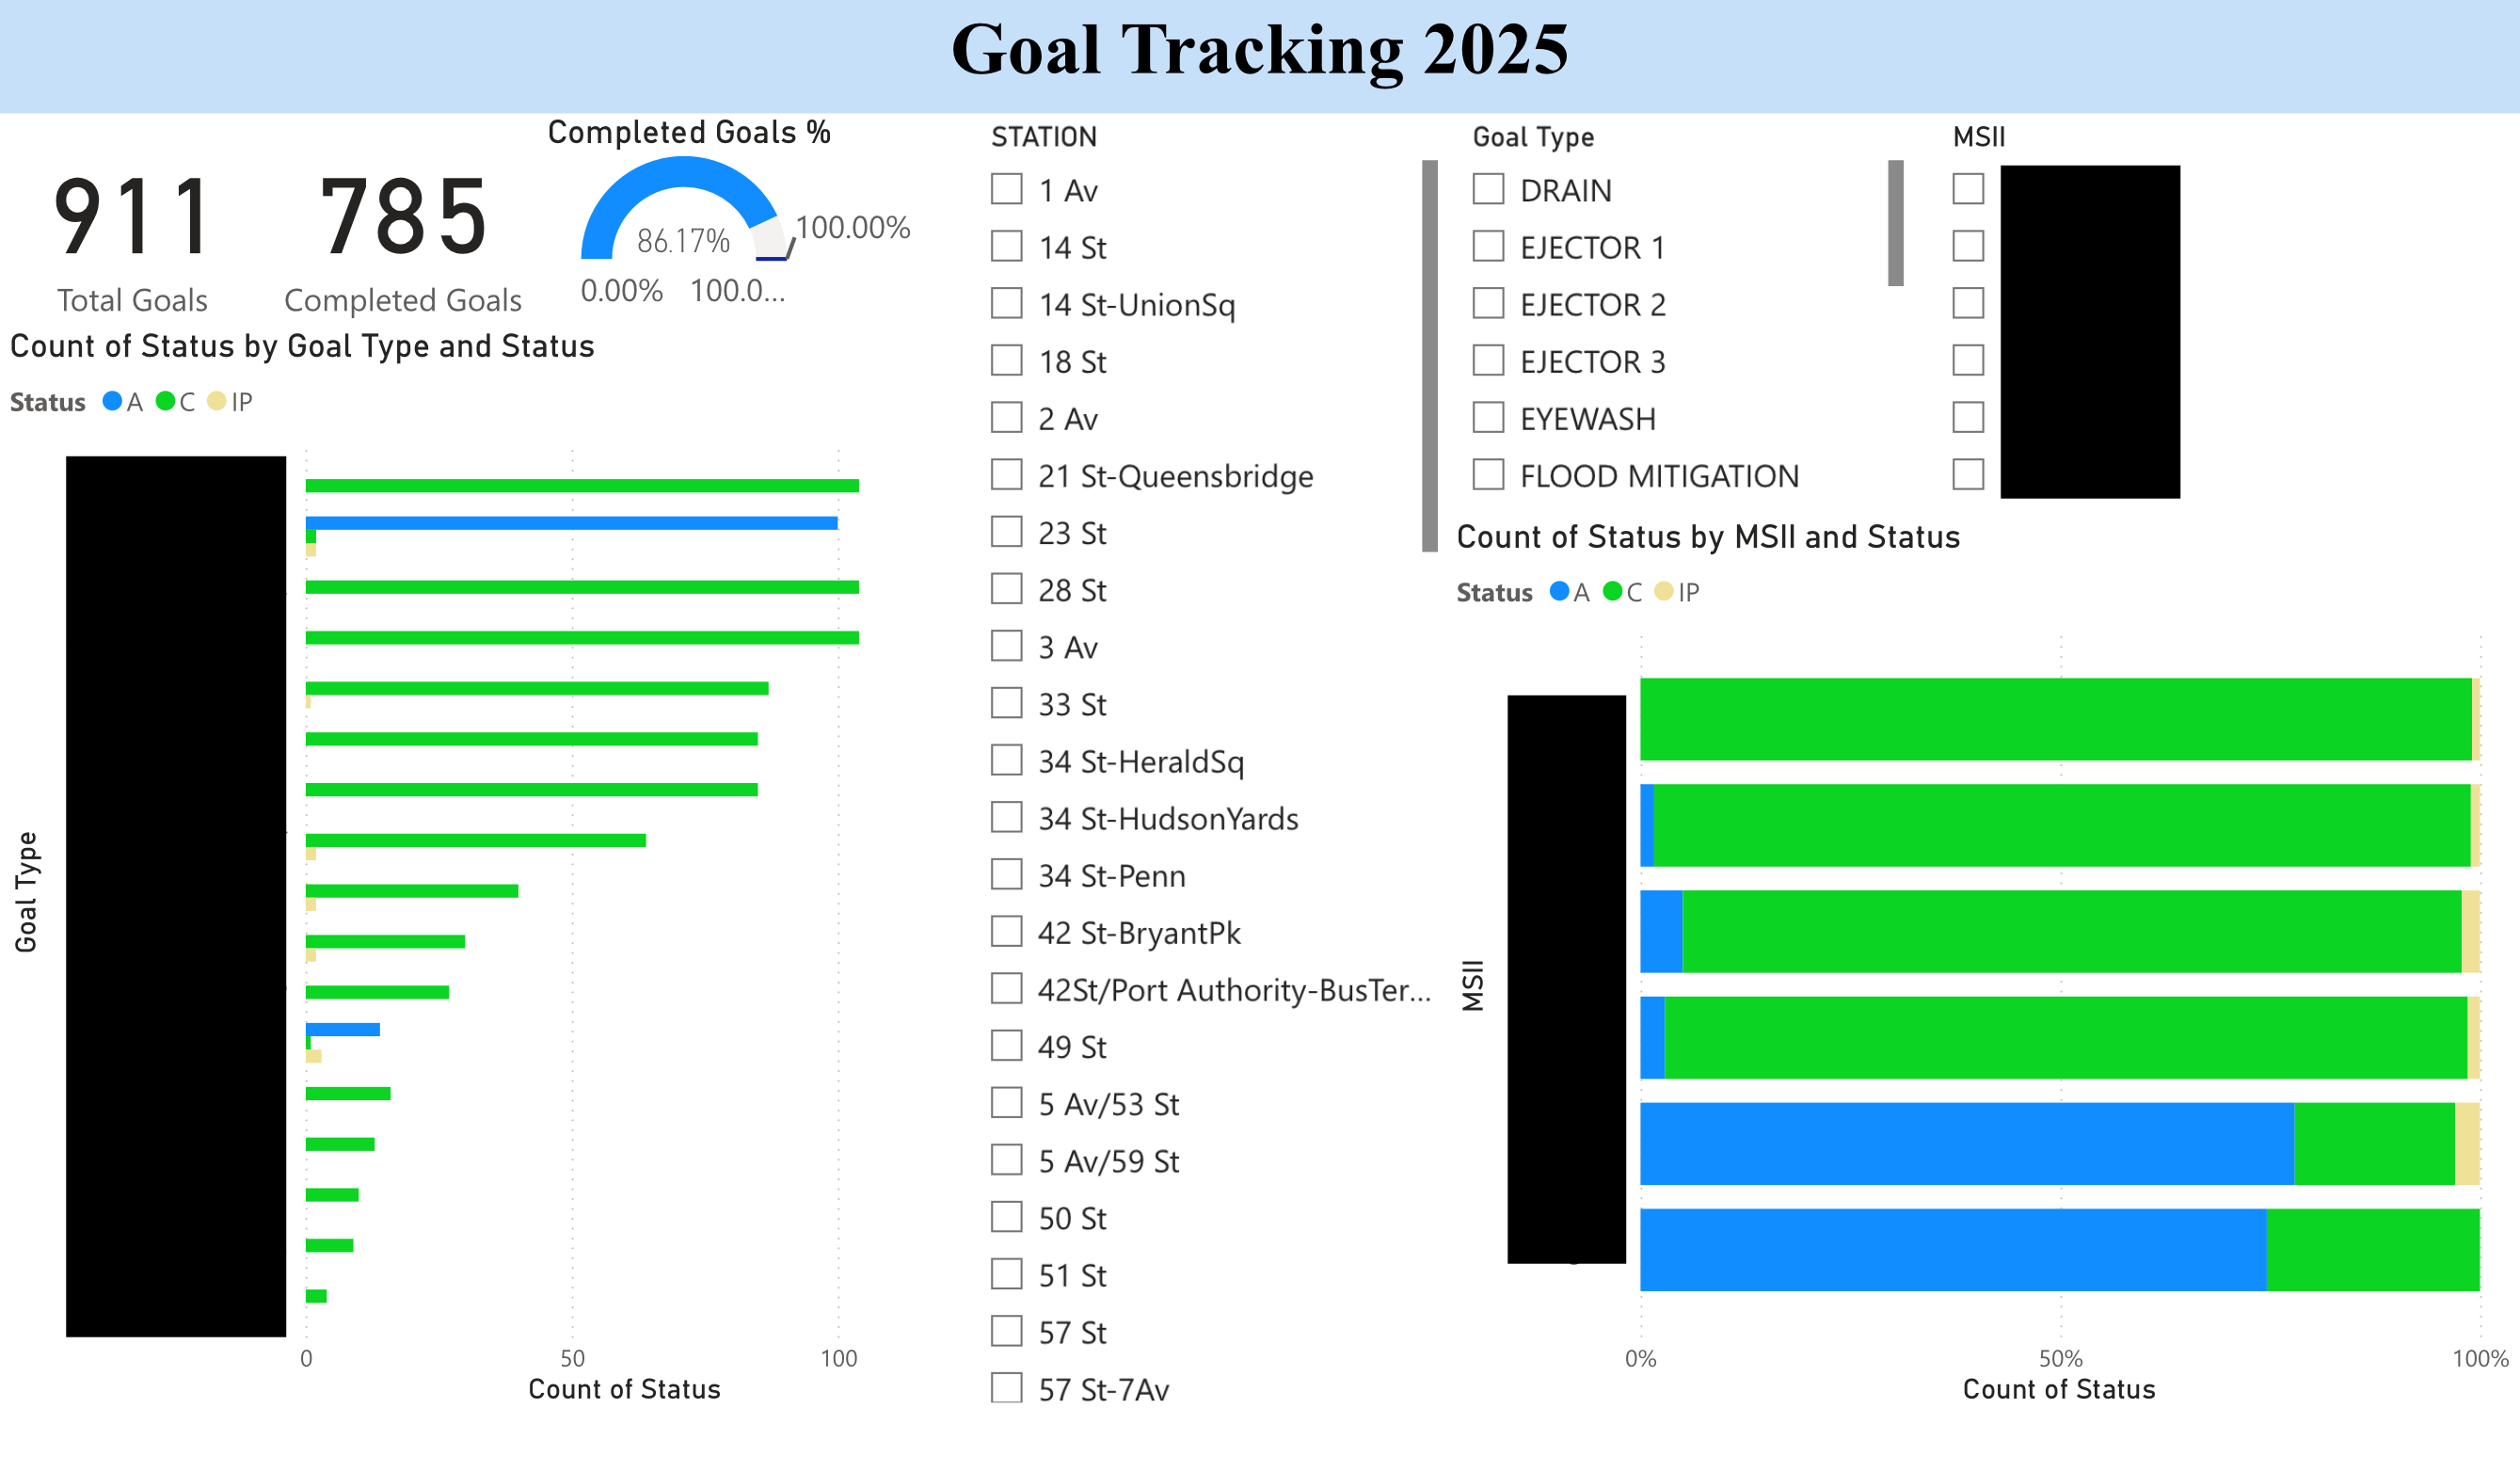 Goal Tracking 2025
911
Total Goals
785
Completed Goals
Completed Goals %
86.17%
100.00%
0.00%
100.0...
Count of Status by Goal Type and Status
Status A C IP
Goal Type
0 50 100
Count of Status
STATION
1 Av
14 St
14 St-UnionSq
18 St
2 Av
21 St-Queensbridge
23 St
28 St
3 Av
33 St
34 St-HeraldSq
34 St-HudsonYards
34 St-Penn
42 St-BryantPk
42St/Port Authority-BusTer...
49 St
5 Av/53 St
5 Av/59 St
50 St
51 St
57 St
57 St-7Av
Goal Type
DRAIN
EJECTOR 1
EJECTOR 2
EJECTOR 3
EYEWASH
FLOOD MITIGATION
MSII
Count of Status by MSII and Status
Status A C IP
MSII
0% 50% 100%
Count of Status